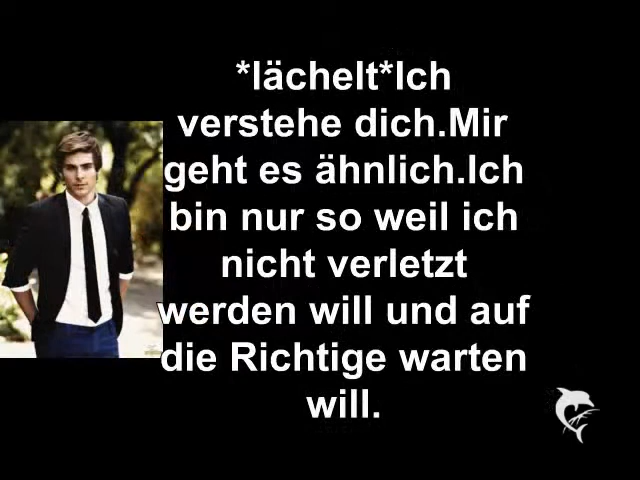 *lächelt*Ich
verstehe dich.Mir
geht es ähnlich.Ich
bin nur so weil ich
nicht verletzt
werden will und auf
die Richtige warten
will.